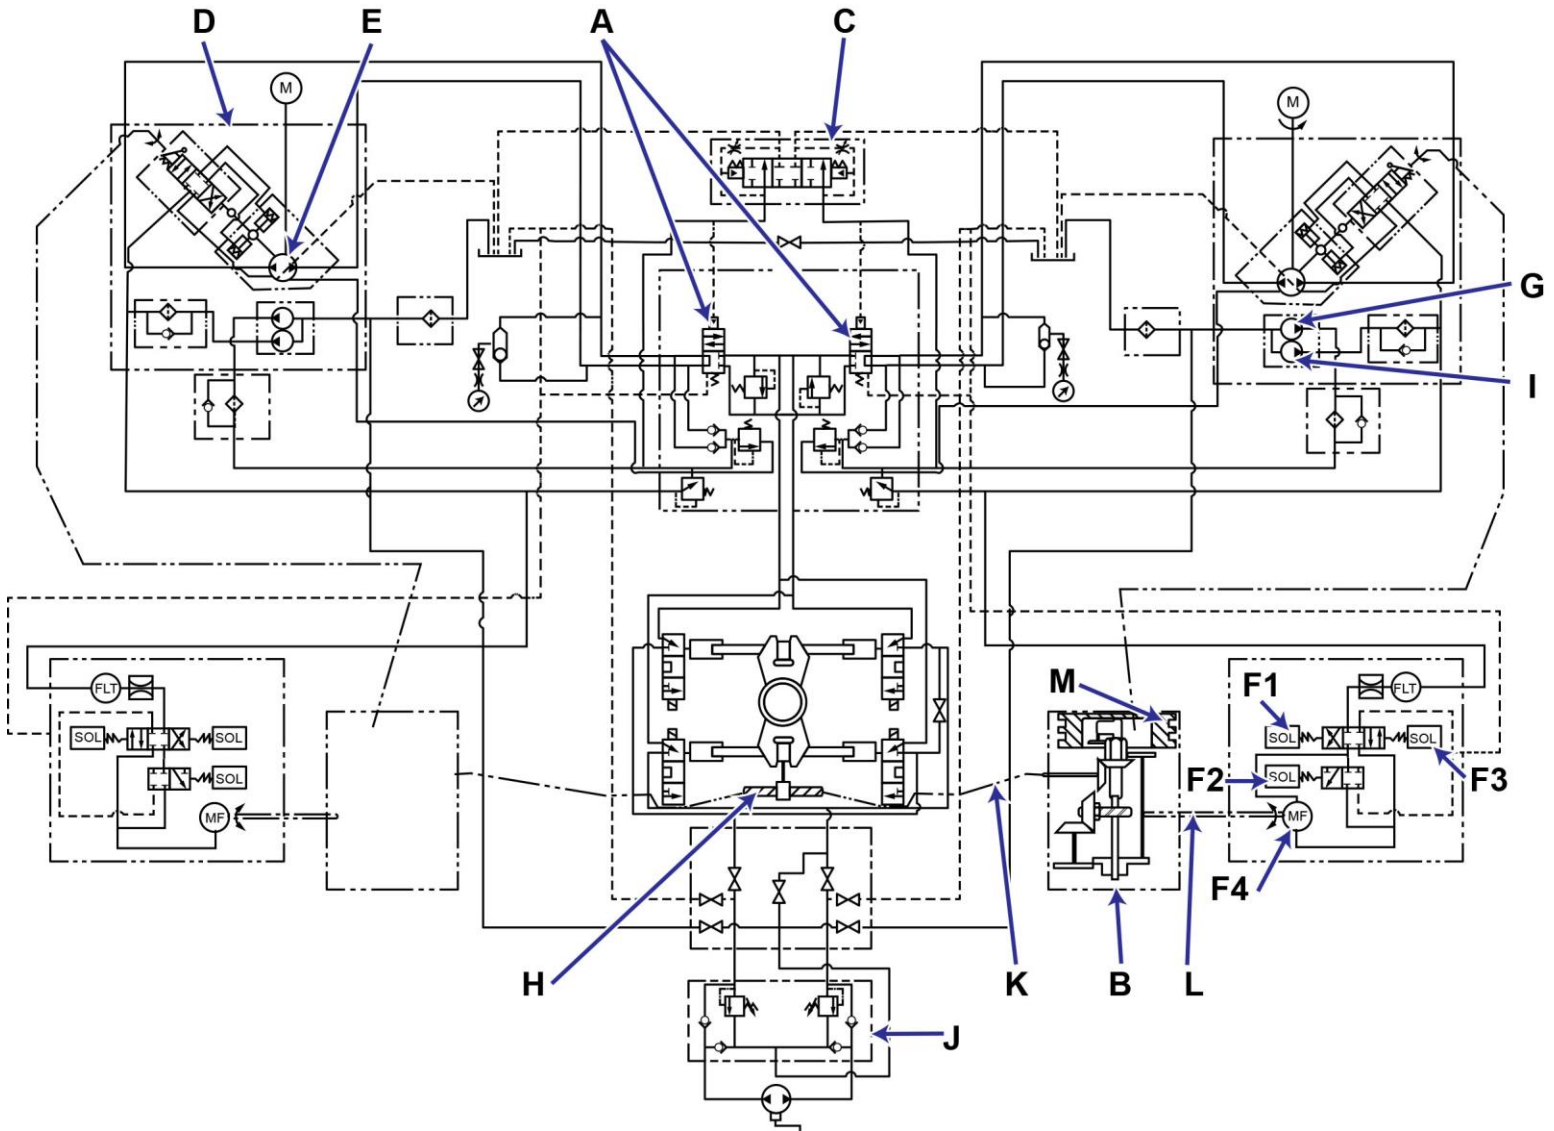 D E A C
M M
G
I
FLT FLT
M F1
SOL SOL SOL SOL
SOL SOL F2 F3
MF MF
F4
H K B L
J